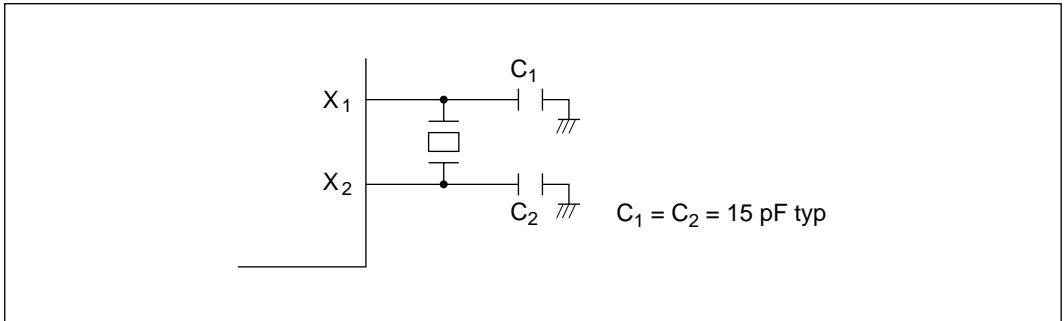 C₁
X₁
X₂
C₂
C₁ = C₂ = 15 pF typ